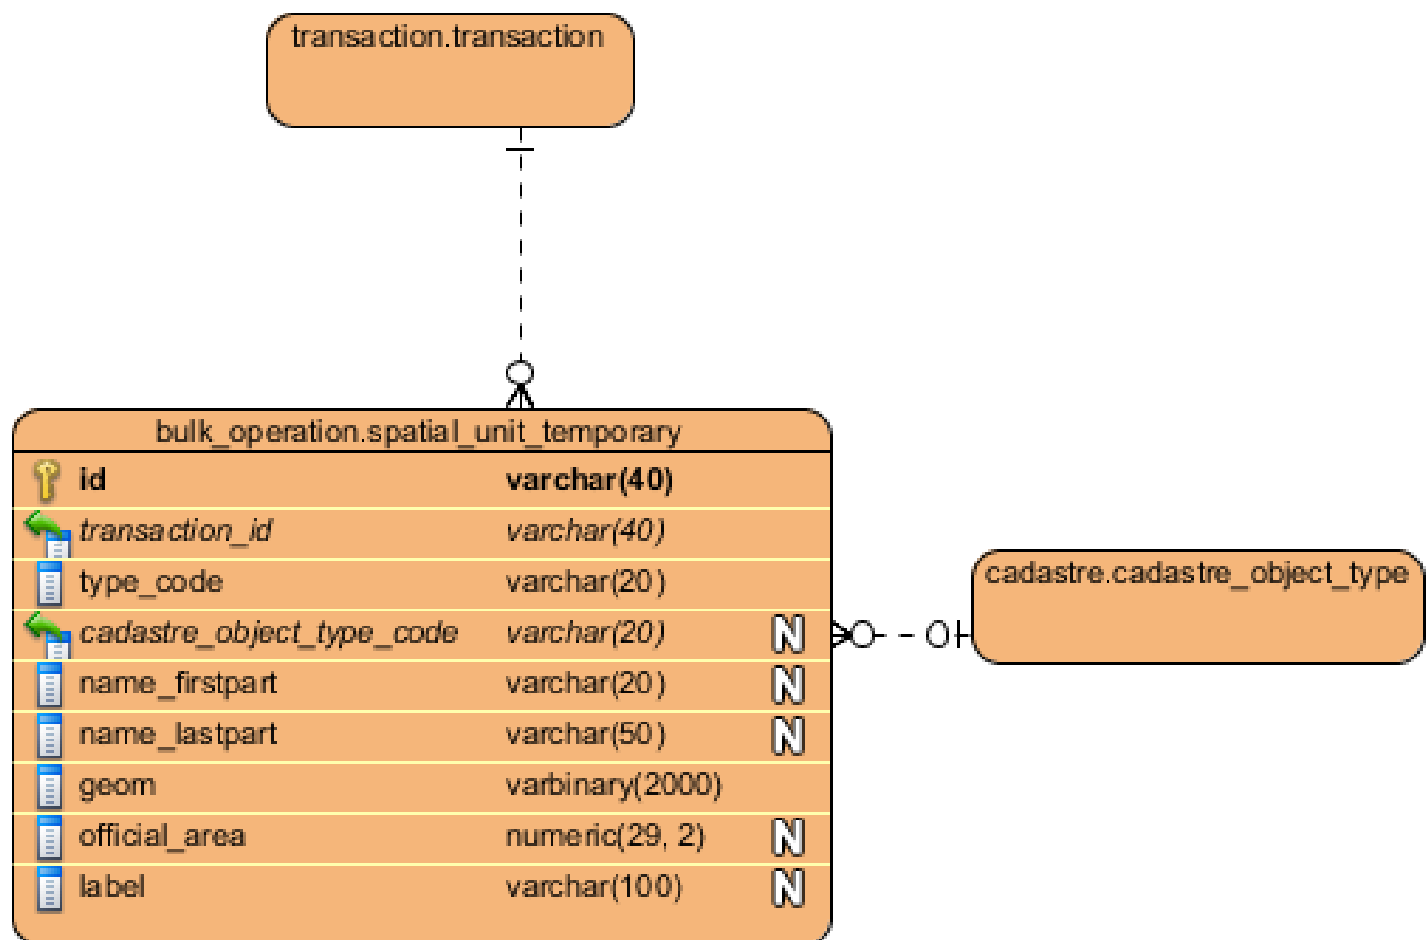 transaction.transaction
bulk_operation.spatial_unit_temporary
id varchar(40)
transaction_id varchar(40)
type_code varchar(20)
cadastre_object_type_code varchar(20) N
name_firstpart varchar(20) N
name_lastpart varchar(50) N
geom varbinary(2000)
official_area numeric(29, 2) N
label varchar(100) N
cadastre.cadastre_object_type